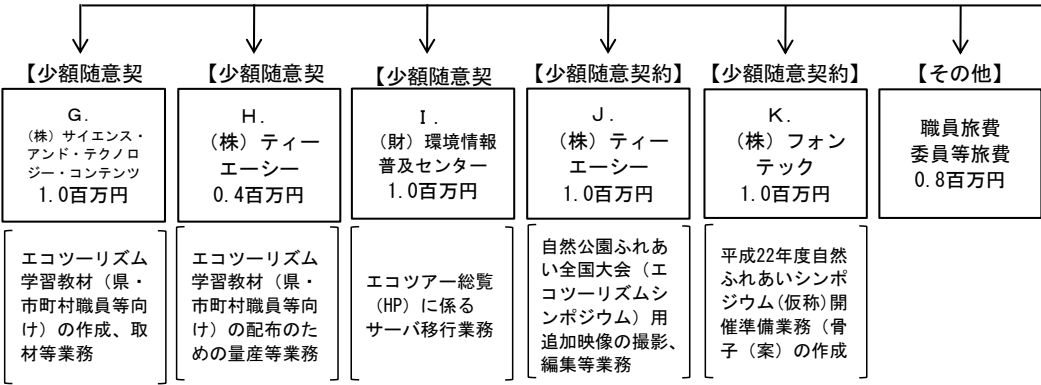 【少額随意契
G.
(株)サイエンス・
アンド・テクノロ
ジー・コンテンツ
1.0百万円
エコツーリズム
学習教材(県・
市町村職員等向
け)の作成、取
材等業務
【少額随意契
H.
(株)ティー
エーシー
0.4百万円
エコツーリズム
学習教材(県・
市町村職員等向
け)の配布のた
めの量産等業務
【少額随意契
I.
(財)環境情報
普及センター
1.0百万円
エコツアー総覧
(HP)に係る
サーバ移行業務
【少額随意契約】
J.
(株)ティー
エーシー
1.0百万円
自然公園ふれあ
い全国大会(エ
コツーリズムシ
ンポジウム)用
追加映像の撮影、
編集等業務
【少額随意契約】
K.
(株)フォン
テック
1.0百万円
平成22年度自然
ふれあいシンポ
ジウム(仮称)開
催準備業務(骨
子(案)の作成
【その他】
職員旅費
委員等旅費
0.8百万円